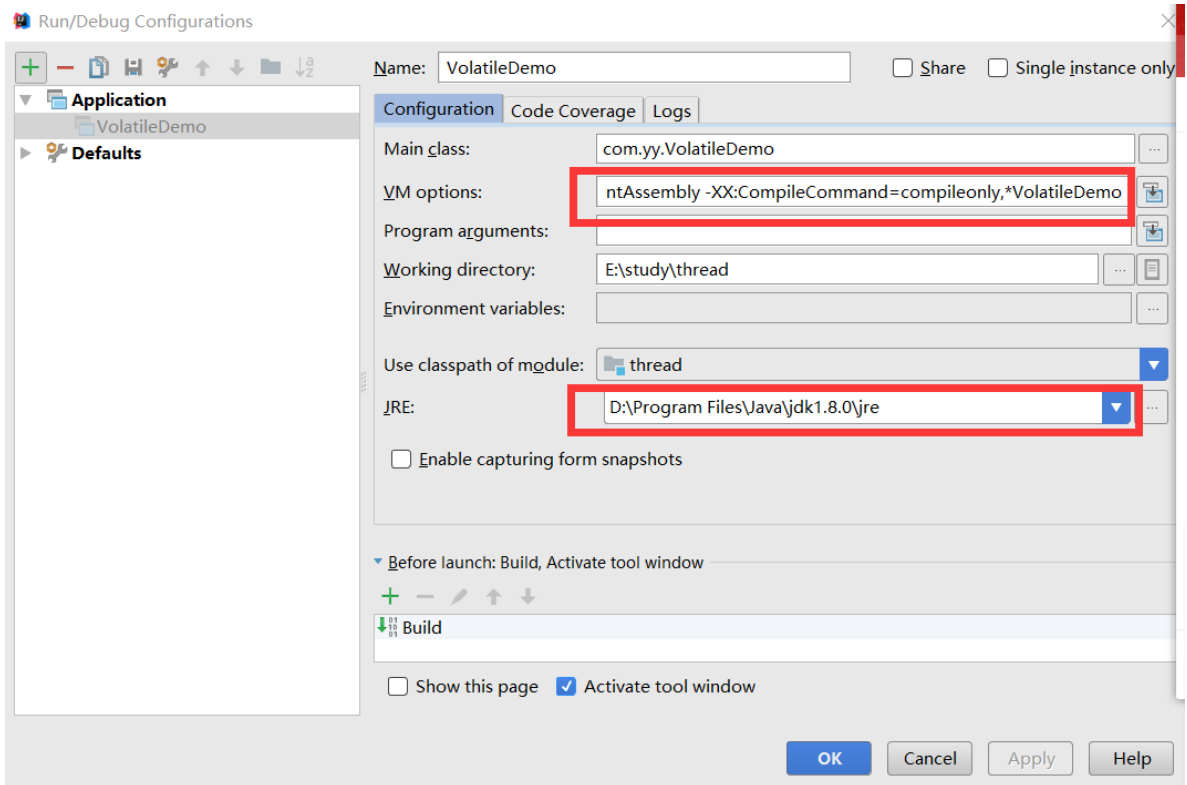 Run/Debug Configurations
Name: VolatileDemo Share Single instance only
Application
VolatileDemo
Defaults
Configuration Code Coverage Logs
Main class: com.yy.VolatileDemo ...
VM options: ntAssembly -XX:CompileCommand=compileonly,*VolatileDemo
Program arguments:
Working directory: E:\study\thread ...
Environment variables: ...
Use classpath of module: thread
JRE: D:\Program Files\Java\jdk1.8.0\jre ...
Enable capturing form snapshots
Before launch: Build, Activate tool window
Build
Show this page Activate tool window
OK Cancel Apply Help